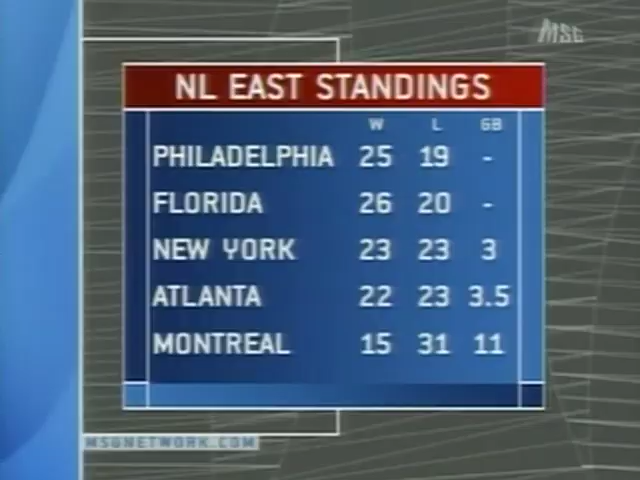 MSG
NL EAST STANDINGS
W L GB
PHILADELPHIA 25 19 -
FLORIDA 26 20 -
NEW YORK 23 23 3
ATLANTA 22 23 3.5
MONTREAL 15 31 11
MSGNETWORK.COM